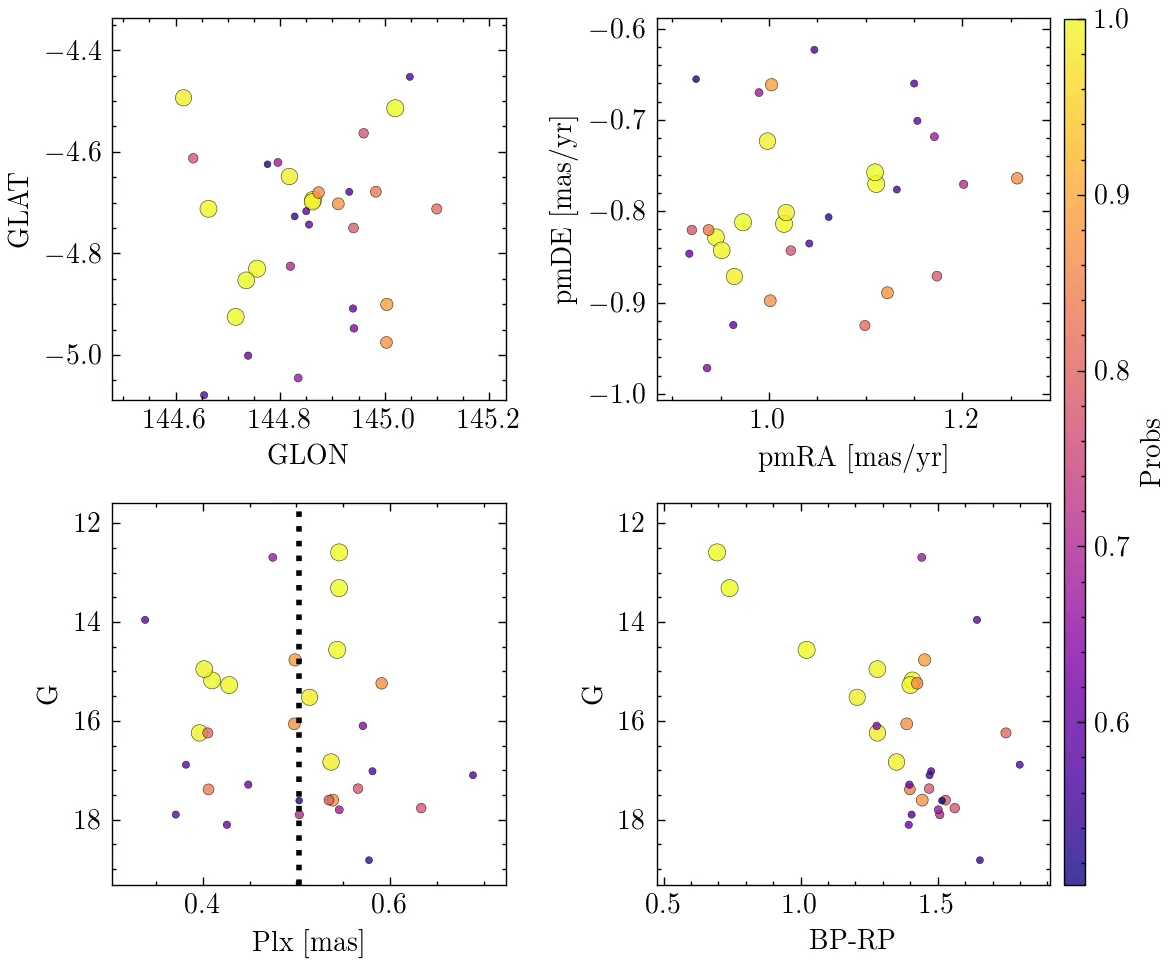 −4.4
−4.6
−4.8
−5.0
GLAT
144.6 144.8 145.0 145.2
GLON
−0.6
−0.7
−0.8
−0.9
−1.0
pmDE [mas/yr]
1.0 1.2
pmRA [mas/yr]
1.0
0.9
0.8
0.7
0.6
Probs
12
14
16
18
G
0.4 0.6
Plx [mas]
12
14
16
18
G
0.5 1.0 1.5
BP-RP